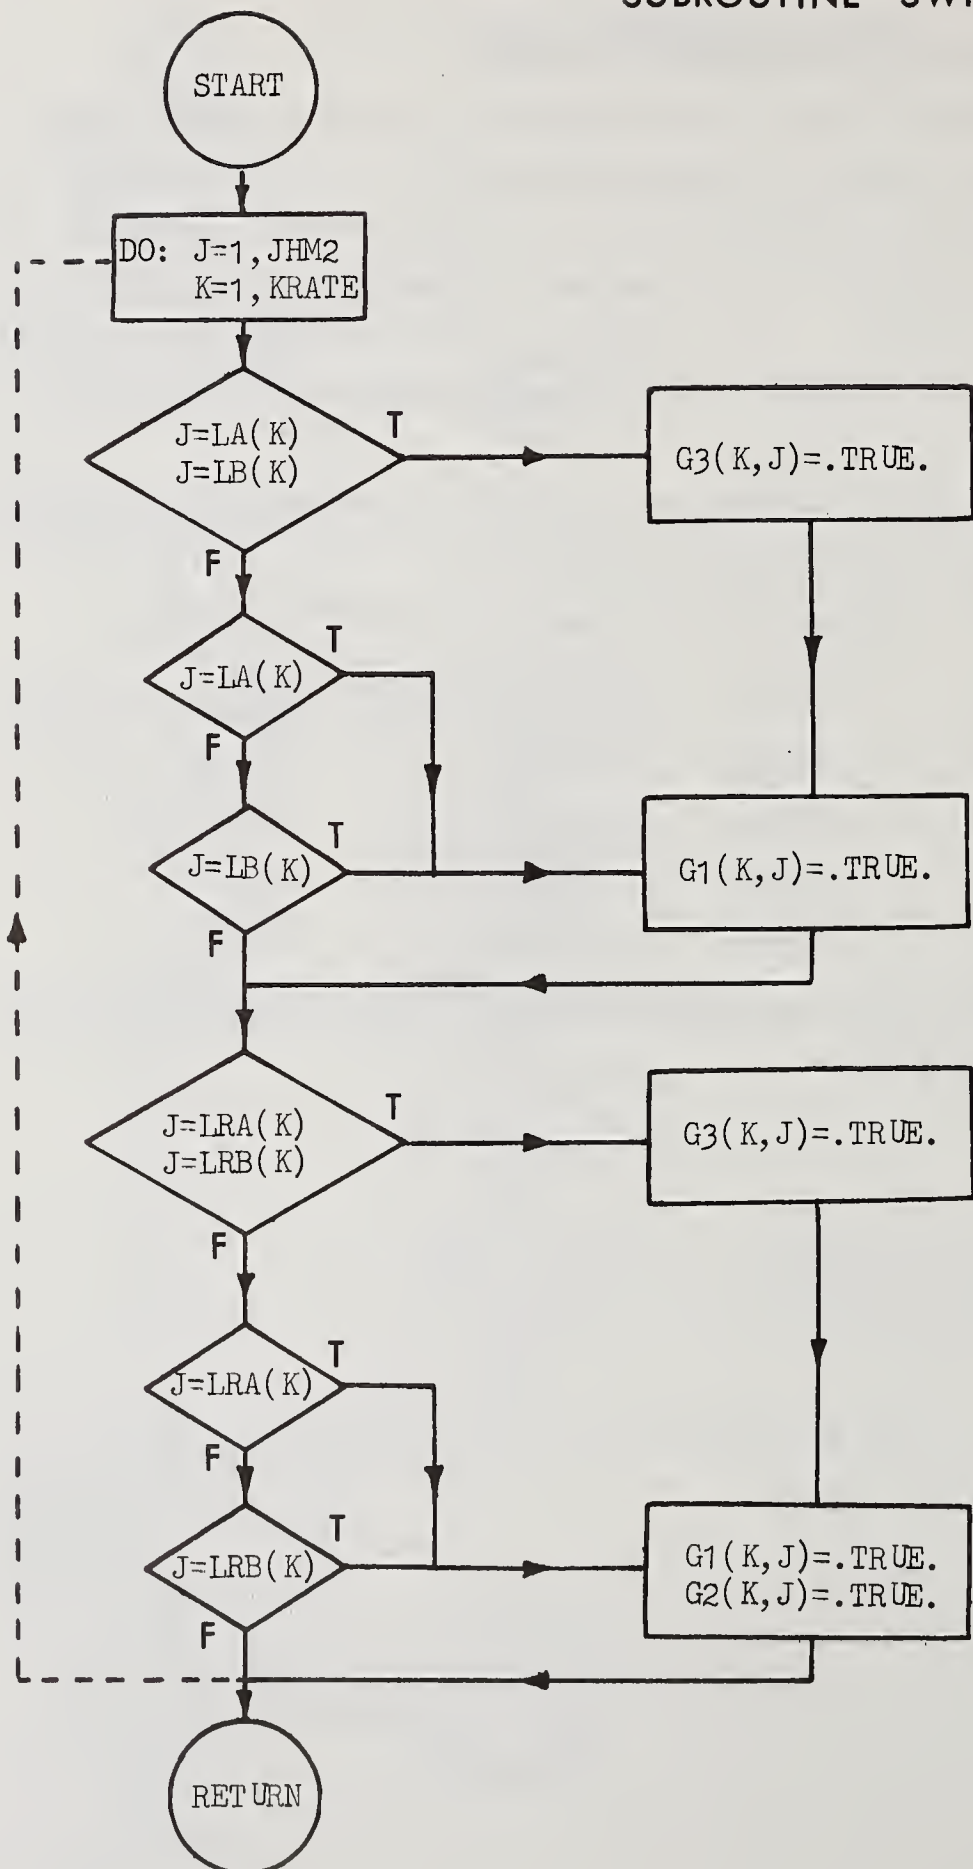 SUBROUTINE
START
DO: J=1,JHM2
K=1,KRATE
J=LA(K)
J=LB(K)
T
G3(K,J)=.TRUE.
F
J=LA(K)
T
F
J=LB(K)
T
G1(K,J)=.TRUE.
F
J=LRA(K)
J=LRB(K)
T
G3(K,J)=.TRUE.
F
J=LRA(K)
T
F
J=LRB(K)
T
G1(K,J)=.TRUE.
G2(K,J)=.TRUE.
F
RETURN